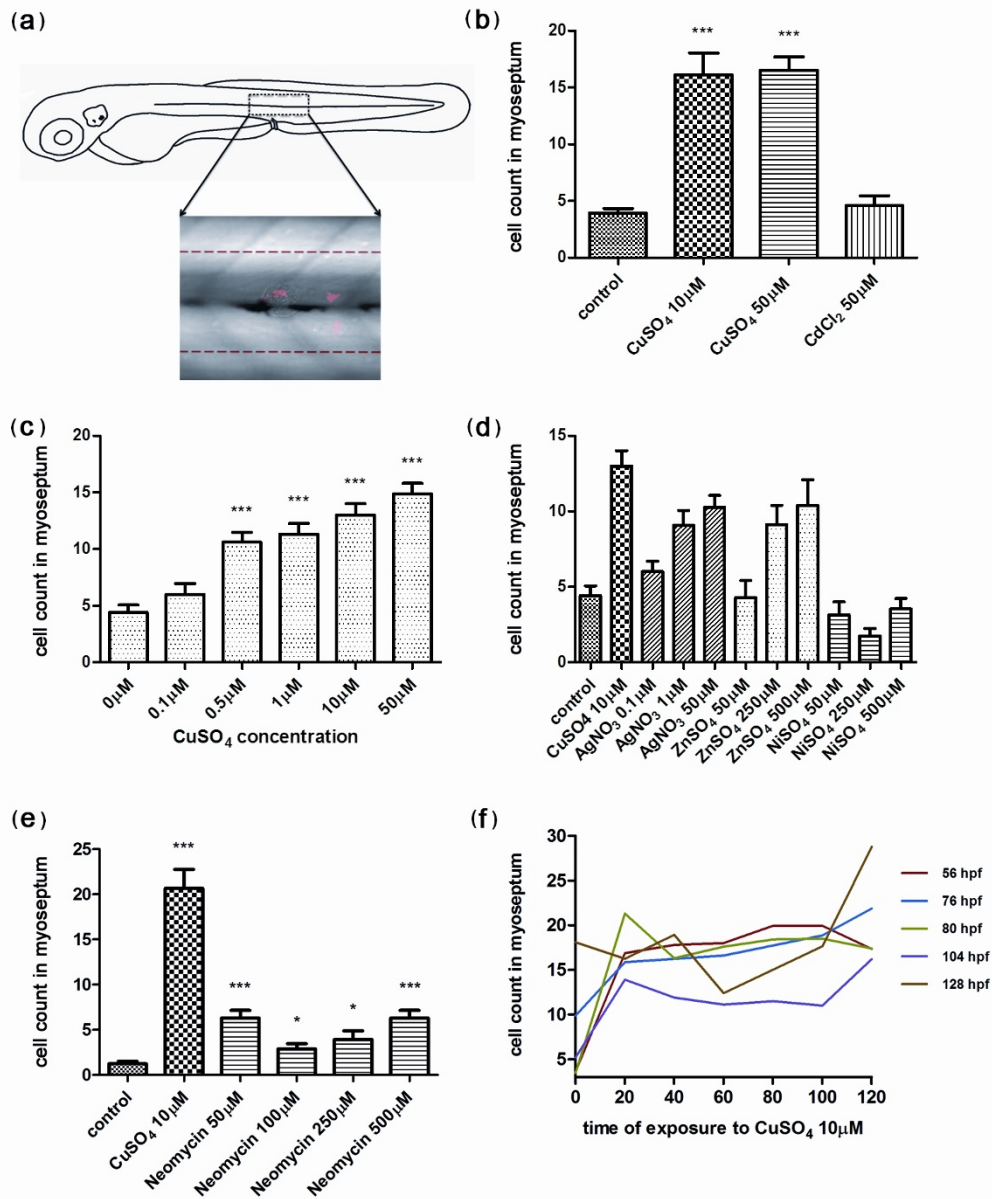 (a)
(b)
cell count in myoseptum
20
15
10
5
0
***
***
control
CuSO₄ 10μM
CuSO₄ 50μM
CdCl₂ 50μM
(c)
cell count in myoseptum
20
15
10
5
0
***
***
***
***
0μM
0.1μM
0.5μM
1μM
10μM
50μM
CuSO₄ concentration
(d)
cell count in myoseptum
15
10
5
0
control
CuSO4 10μM
AgNO₃ 0.1μM
AgNO₃ 1μM
AgNO₃ 50μM
ZnSO₄ 50μM
ZnSO₄ 250μM
ZnSO₄ 500μM
NiSO₄ 50μM
NiSO₄ 250μM
NiSO₄ 500μM
(e)
cell count in myoseptum
25
20
15
10
5
0
***
***
*
*
***
control
CuSO₄ 10μM
Neomycin 50μM
Neomycin 100μM
Neomycin 250μM
Neomycin 500μM
(f)
cell count in myoseptum
30
25
20
15
10
5
0
20
40
60
80
100
120
time of exposure to CuSO₄ 10μM
56 hpf
76 hpf
80 hpf
104 hpf
128 hpf